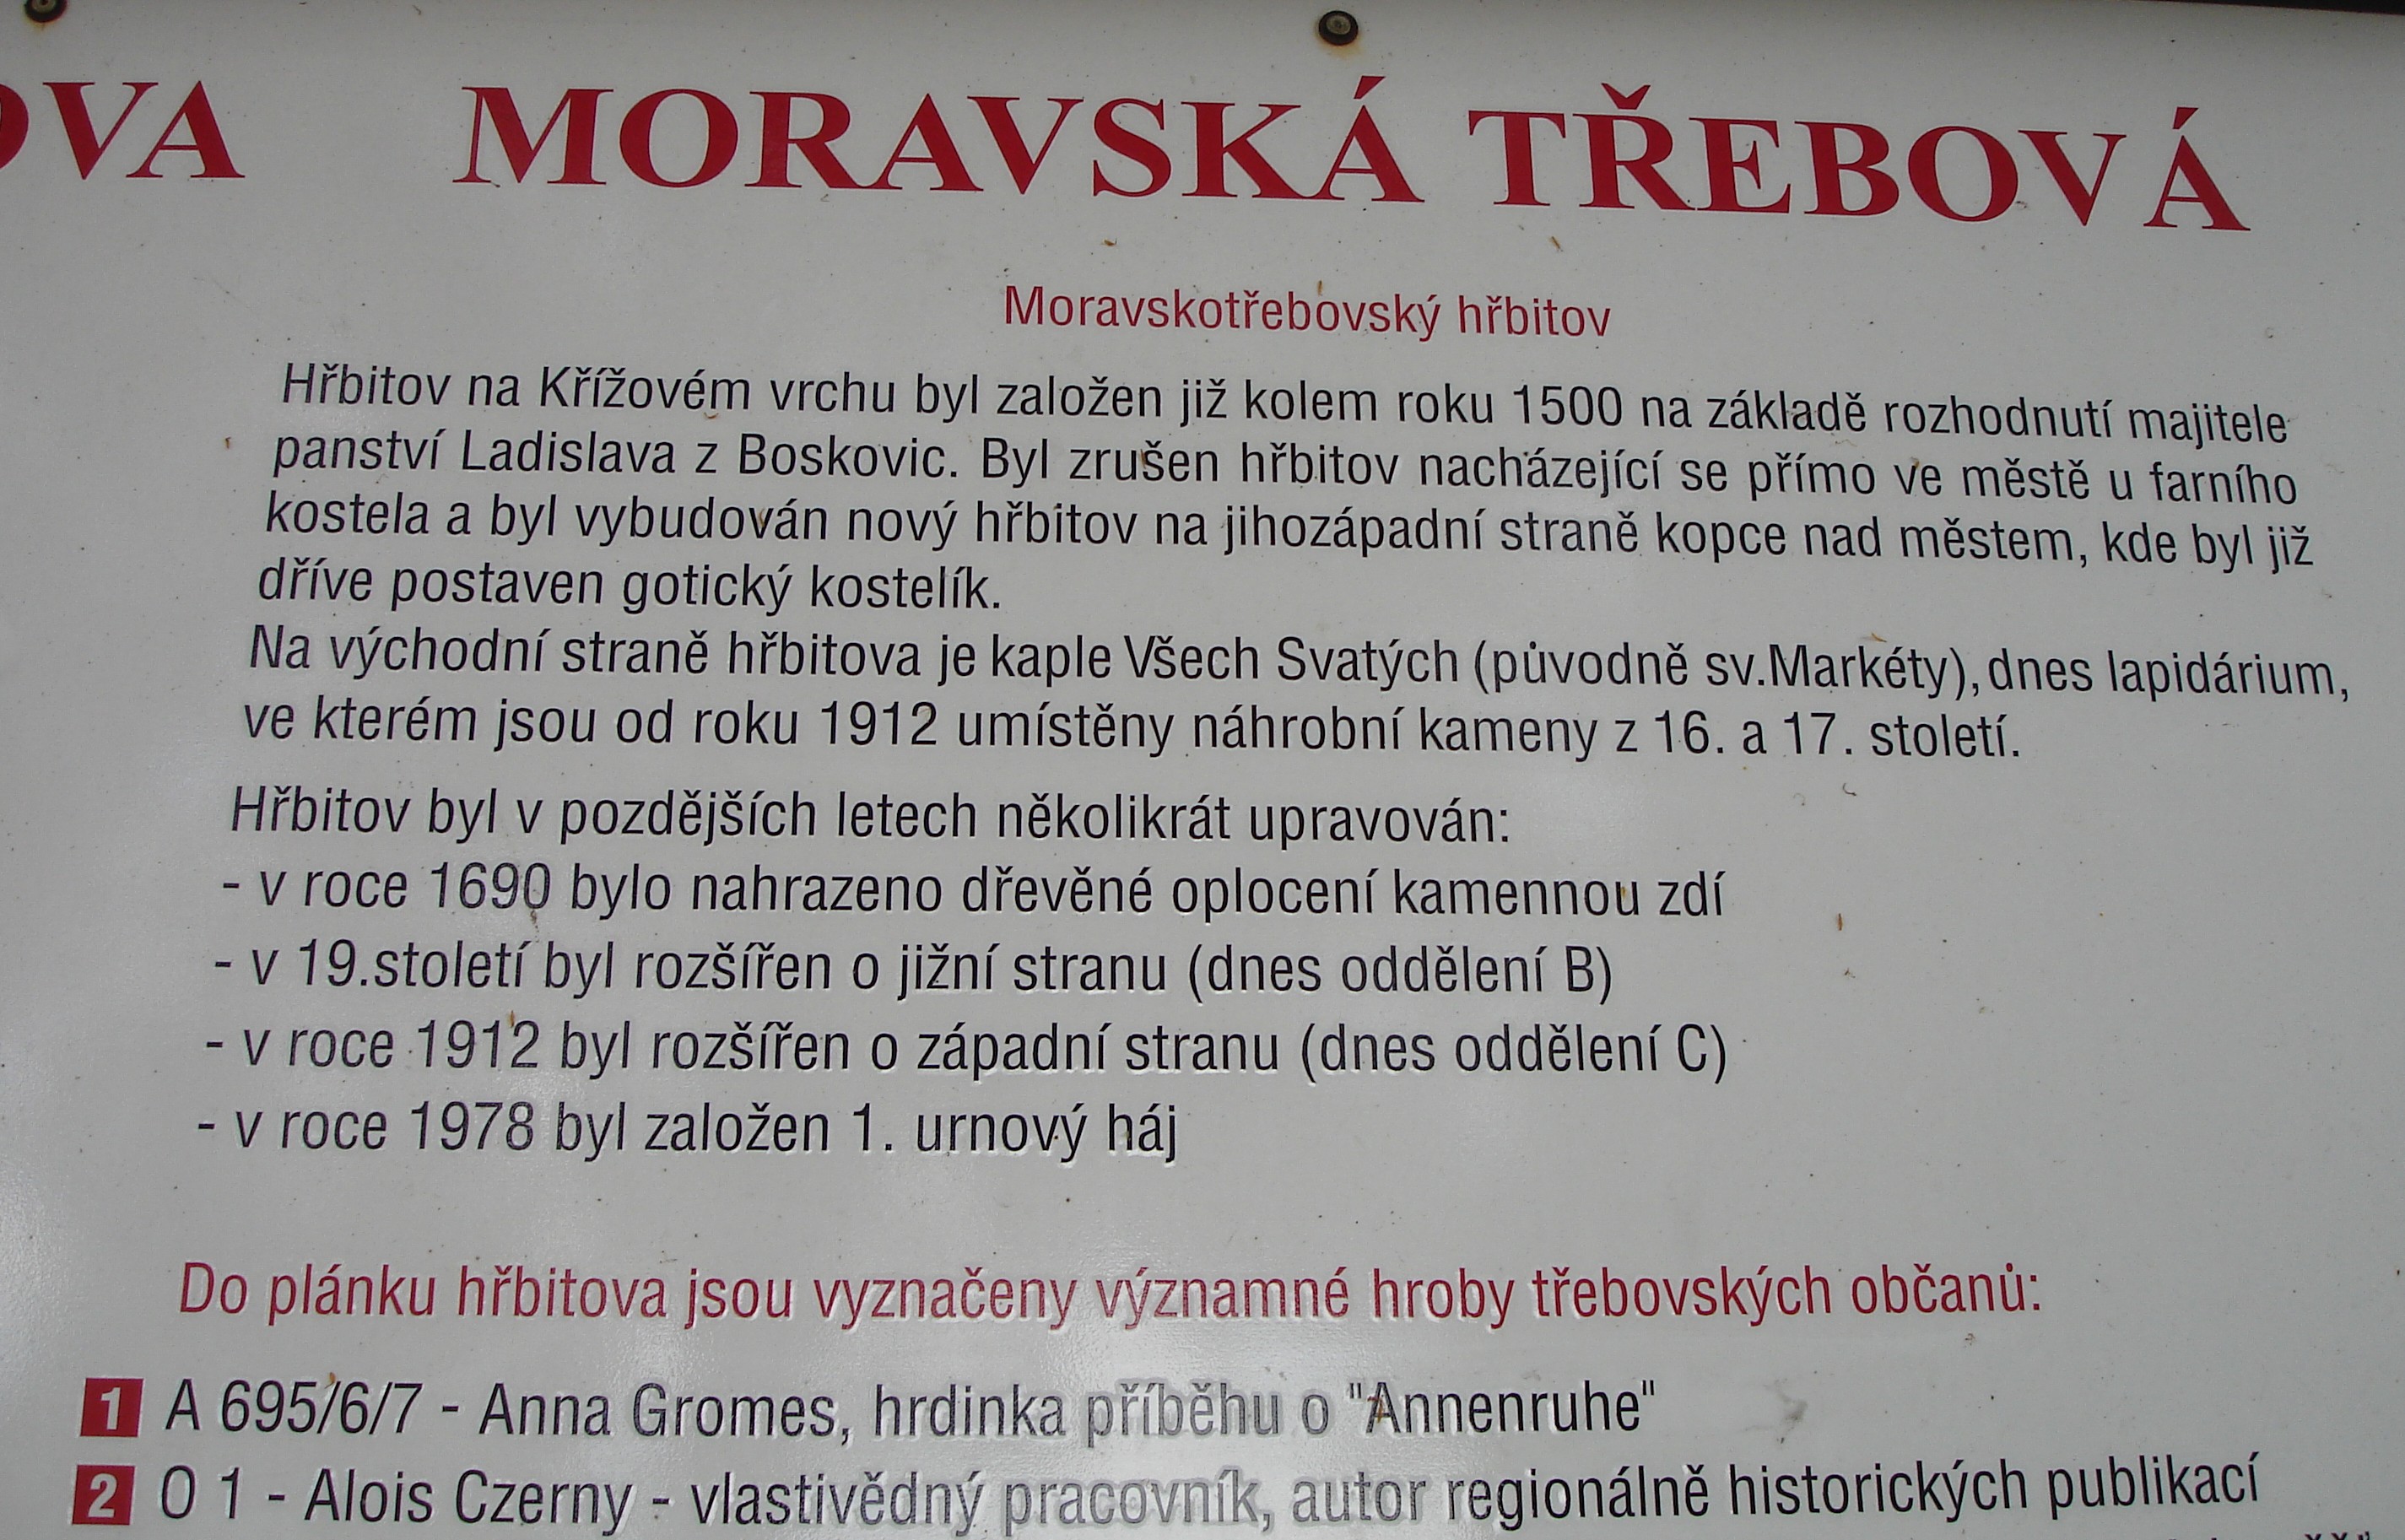 OVA MORAVSKÁ TŘEBOVÁ
Moravskotřebovský hřbitov
Hřbitov na Křížovém vrchu byl založen již kolem roku 1500 na základě rozhodnutí majitele
panství Ladislava z Boskovic. Byl zrušen hřbitov nacházející se přímo ve městě u farního
kostela a byl vybudován nový hřbitov na jihozápadní straně kopce nad městem, kde byl již
dříve postaven gotický kostelík.
Na východní straně hřbitova je kaple Všech Svatých (původně sv.Markéty), dnes lapidárium,
ve kterém jsou od roku 1912 umístěny náhrobní kameny z 16. a 17. století.
Hřbitov byl v pozdějších letech několikrát upravován:
- v roce 1690 bylo nahrazeno dřevěné oplocení kamennou zdí
- v 19.století byl rozšířen o jižní stranu (dnes oddělení B)
- v roce 1912 byl rozšířen o západní stranu (dnes oddělení C)
- v roce 1978 byl založen 1. urnový háj
Do plánku hřbitova jsou vyznačeny významné hroby třebovských občanů:
1 A 695/6/7 - Anna Gromes, hrdinka příběhu o "Annenruhe"
2 O 1 - Alois Czerny - vlastivědný pracovník, autor regionálně historických publikací